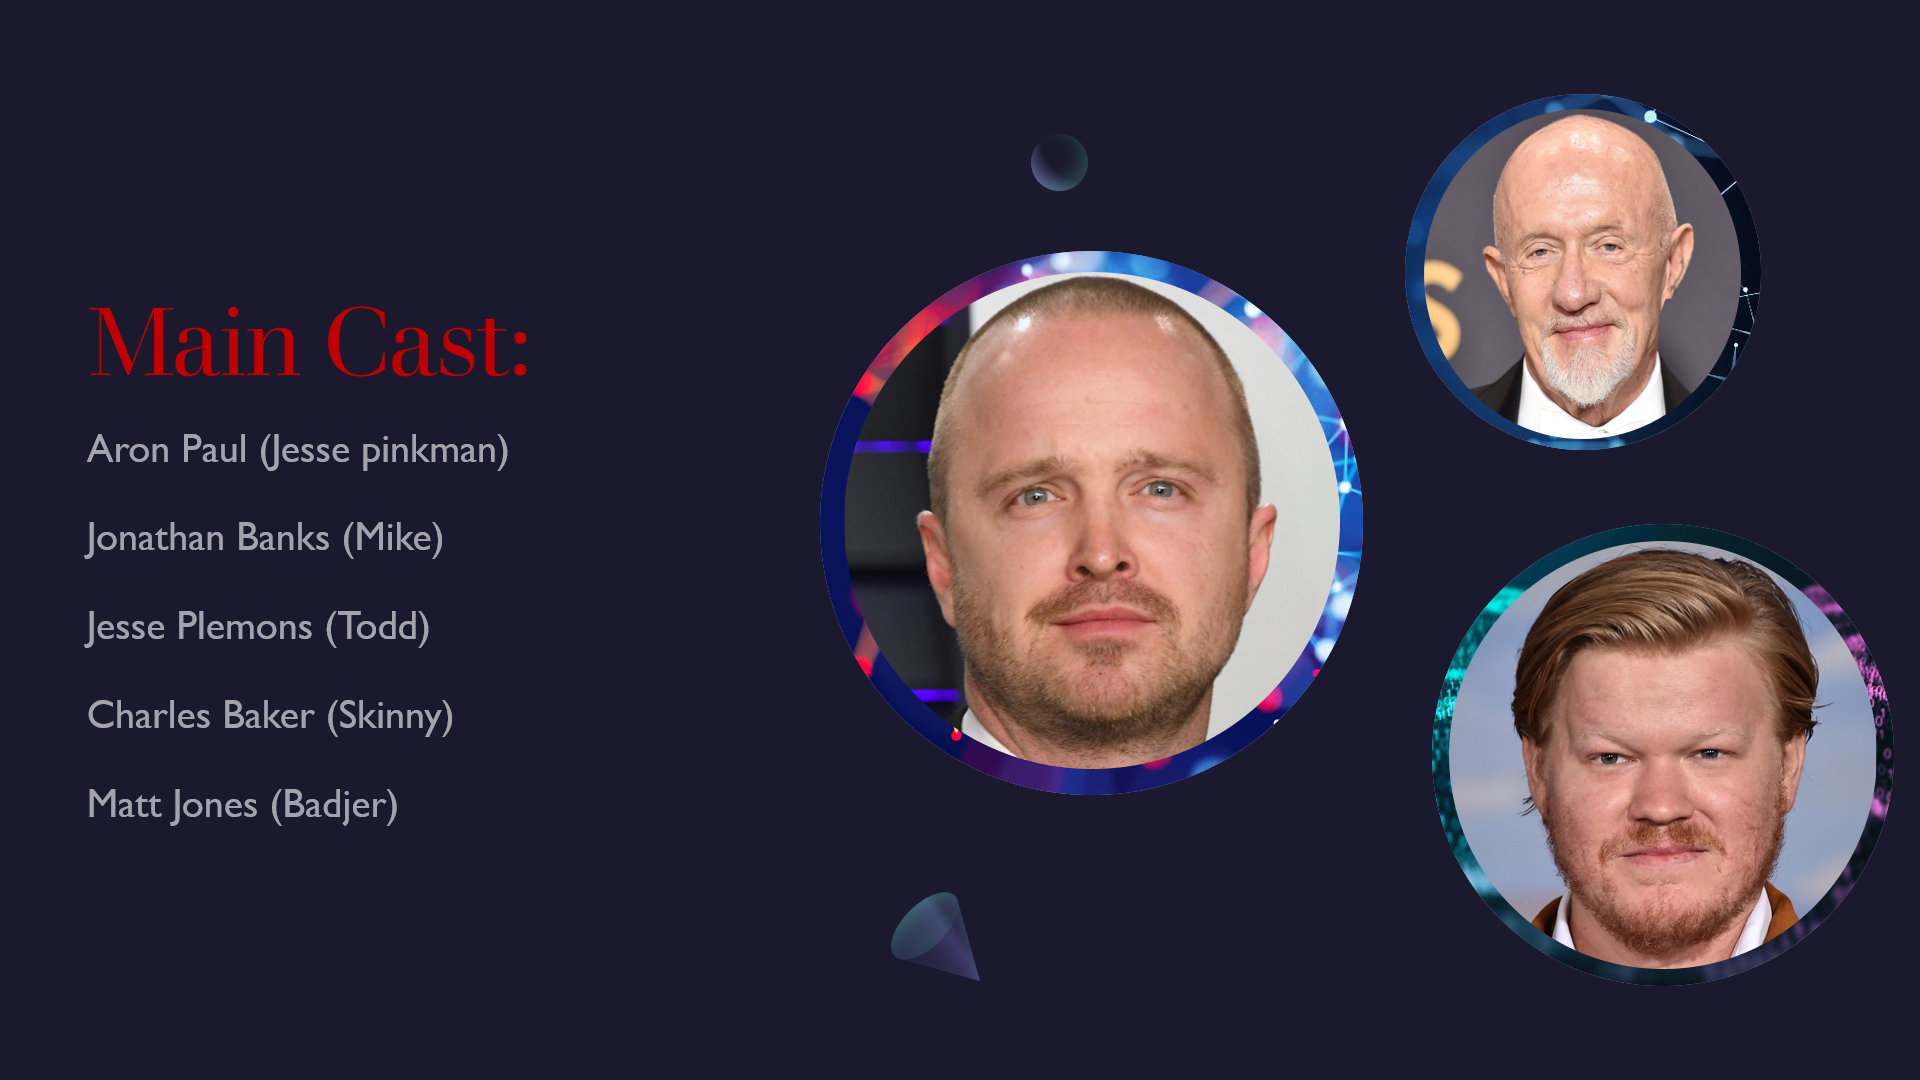 Main Cast:
Aron Paul (Jesse pinkman)
Jonathan Banks (Mike)
Jesse Plemons (Todd)
Charles Baker (Skinny)
Matt Jones (Badjer)
S